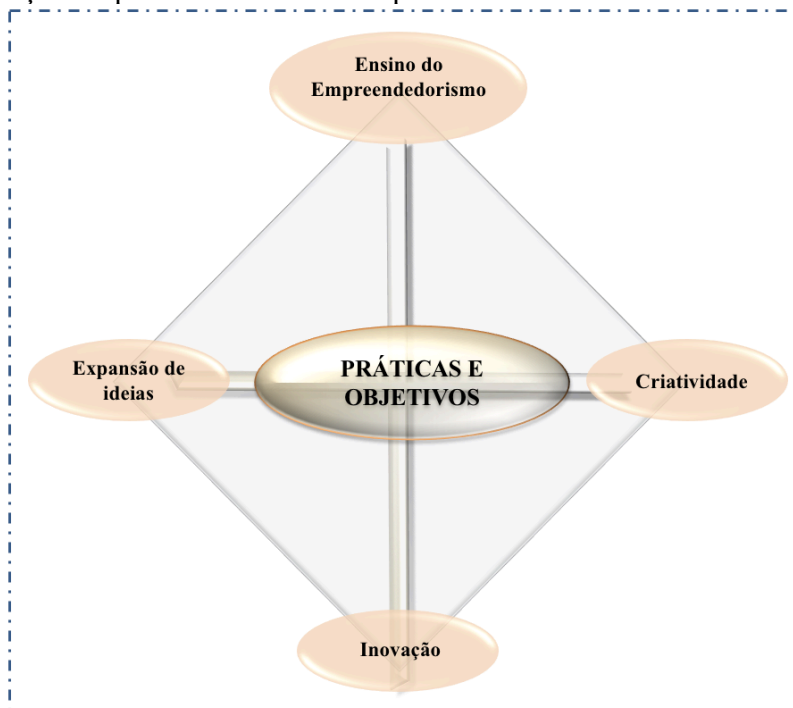 Ensino do
Empreendedorismo
PRÁTICAS E
OBJETIVOS
Expansão de
ideias
Criatividade
Inovação